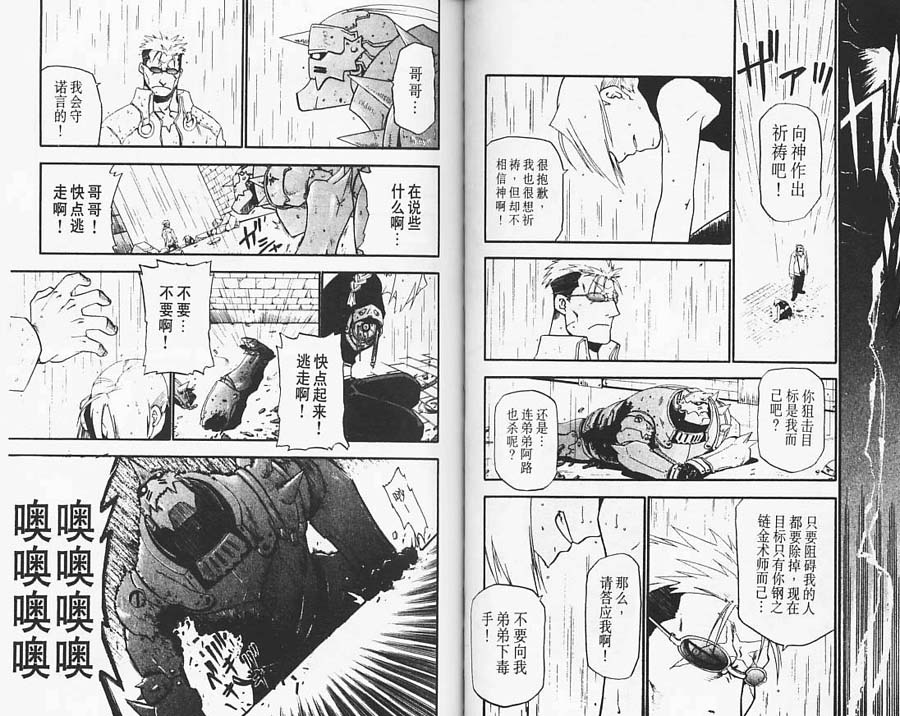 ザアッ
向神作出
祈祷吧！
很抱歉，
我也很想祈
祷，但却不
相信神啊！
你狙击目
标是我而
己吧？
还是…
连弟弟阿路
也杀呢？
只要阻碍我的人
都要除掉，现在
目标只有钢之
链金术师而己…
那么，
请答应我啊！
不要向我
弟弟下毒
手！
哥
哥…
我会守
诺言的！
在说些
什么啊…
哥哥！
快点逃
走啊！
快点起来
逃走啊！
不要…
不要啊！
噢噢噢噢
噢噢噢噢